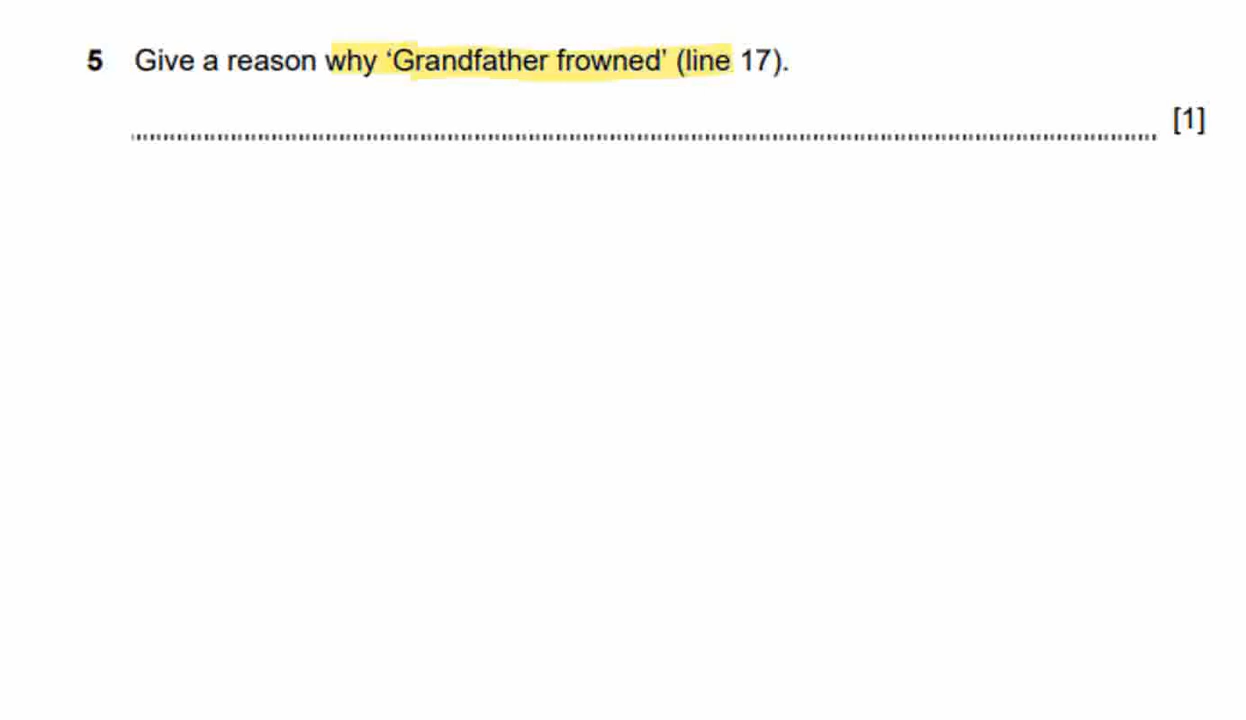 5 Give a reason why ‘Grandfather frowned’ (line 17).
[1]